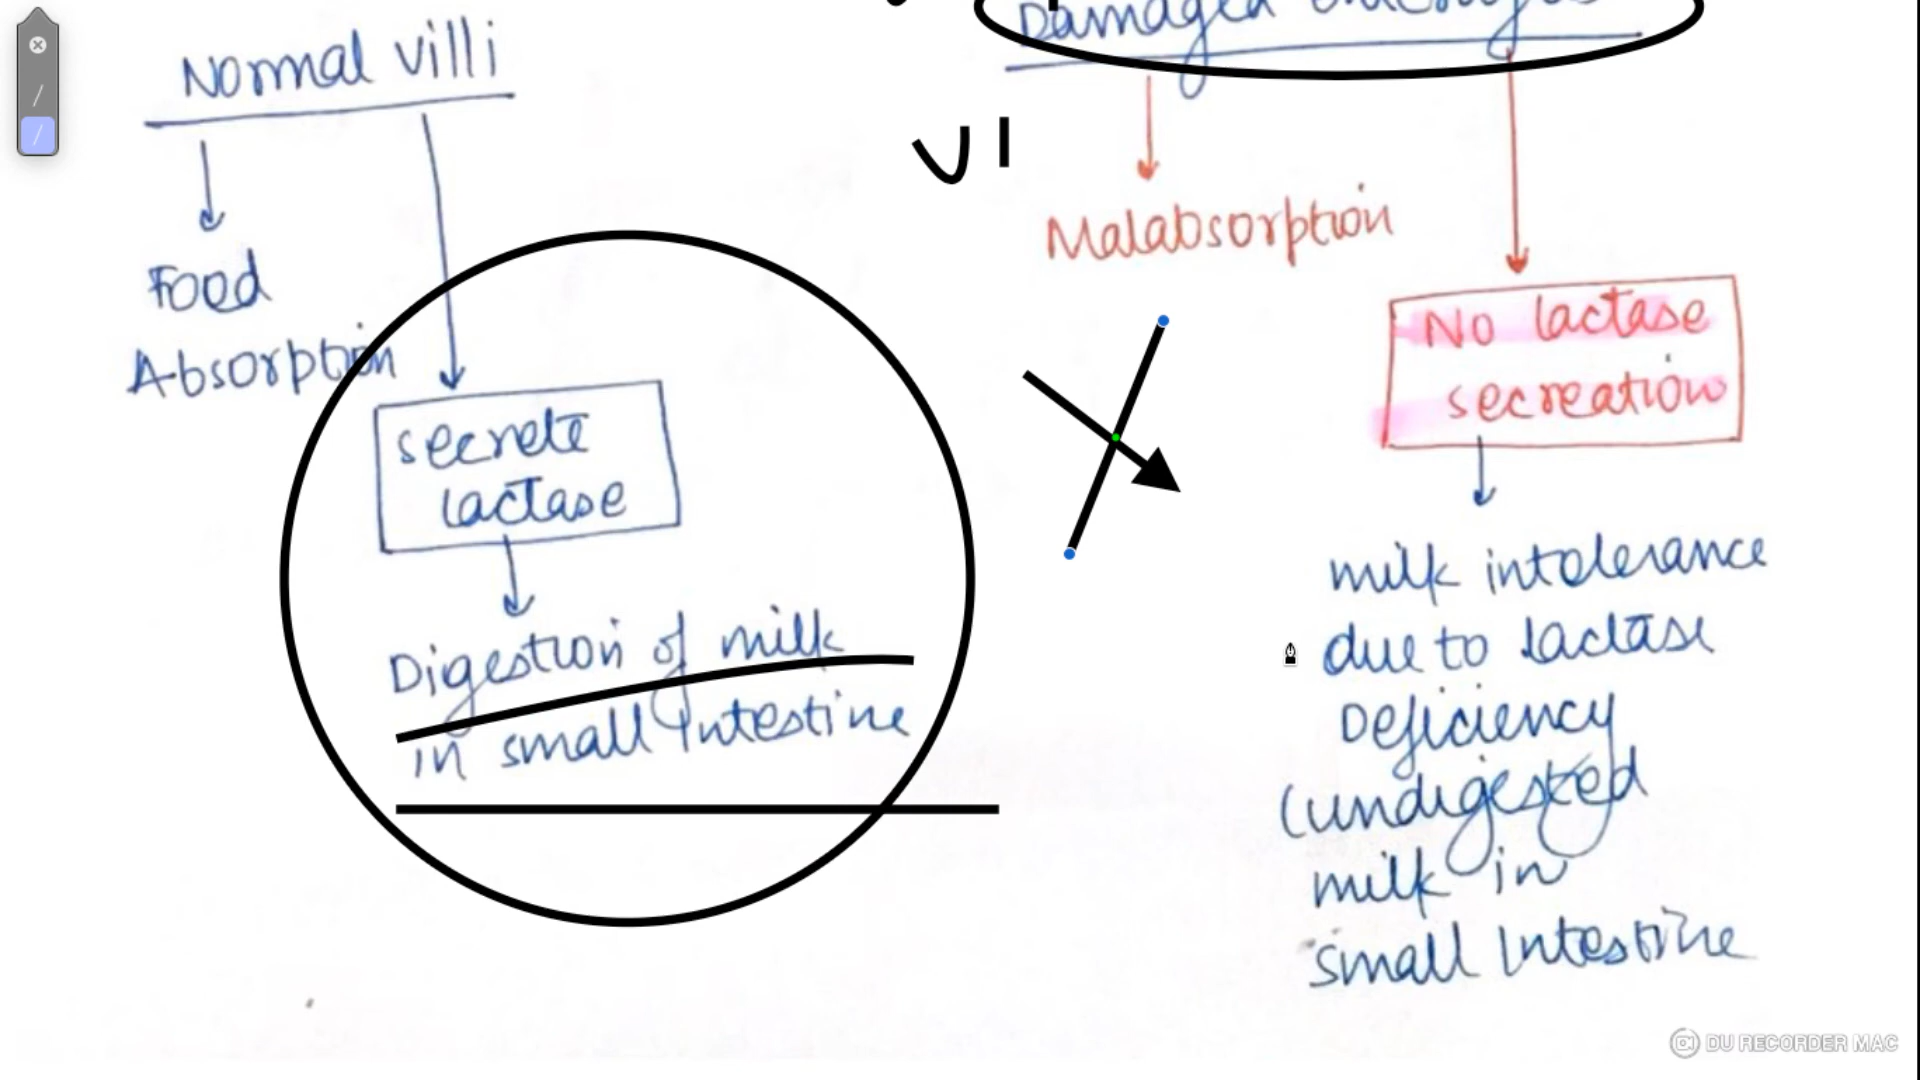 Normal villi
Damaged
VI
Food
Absorption
Malabsorption
secrete
lactase
No lactase
secreation
Digestion of milk
in small Intestine
milk intolerance
due to Lactase
Deficiency
(undigested
milk in
small Intestine
DU RECORDER MAC